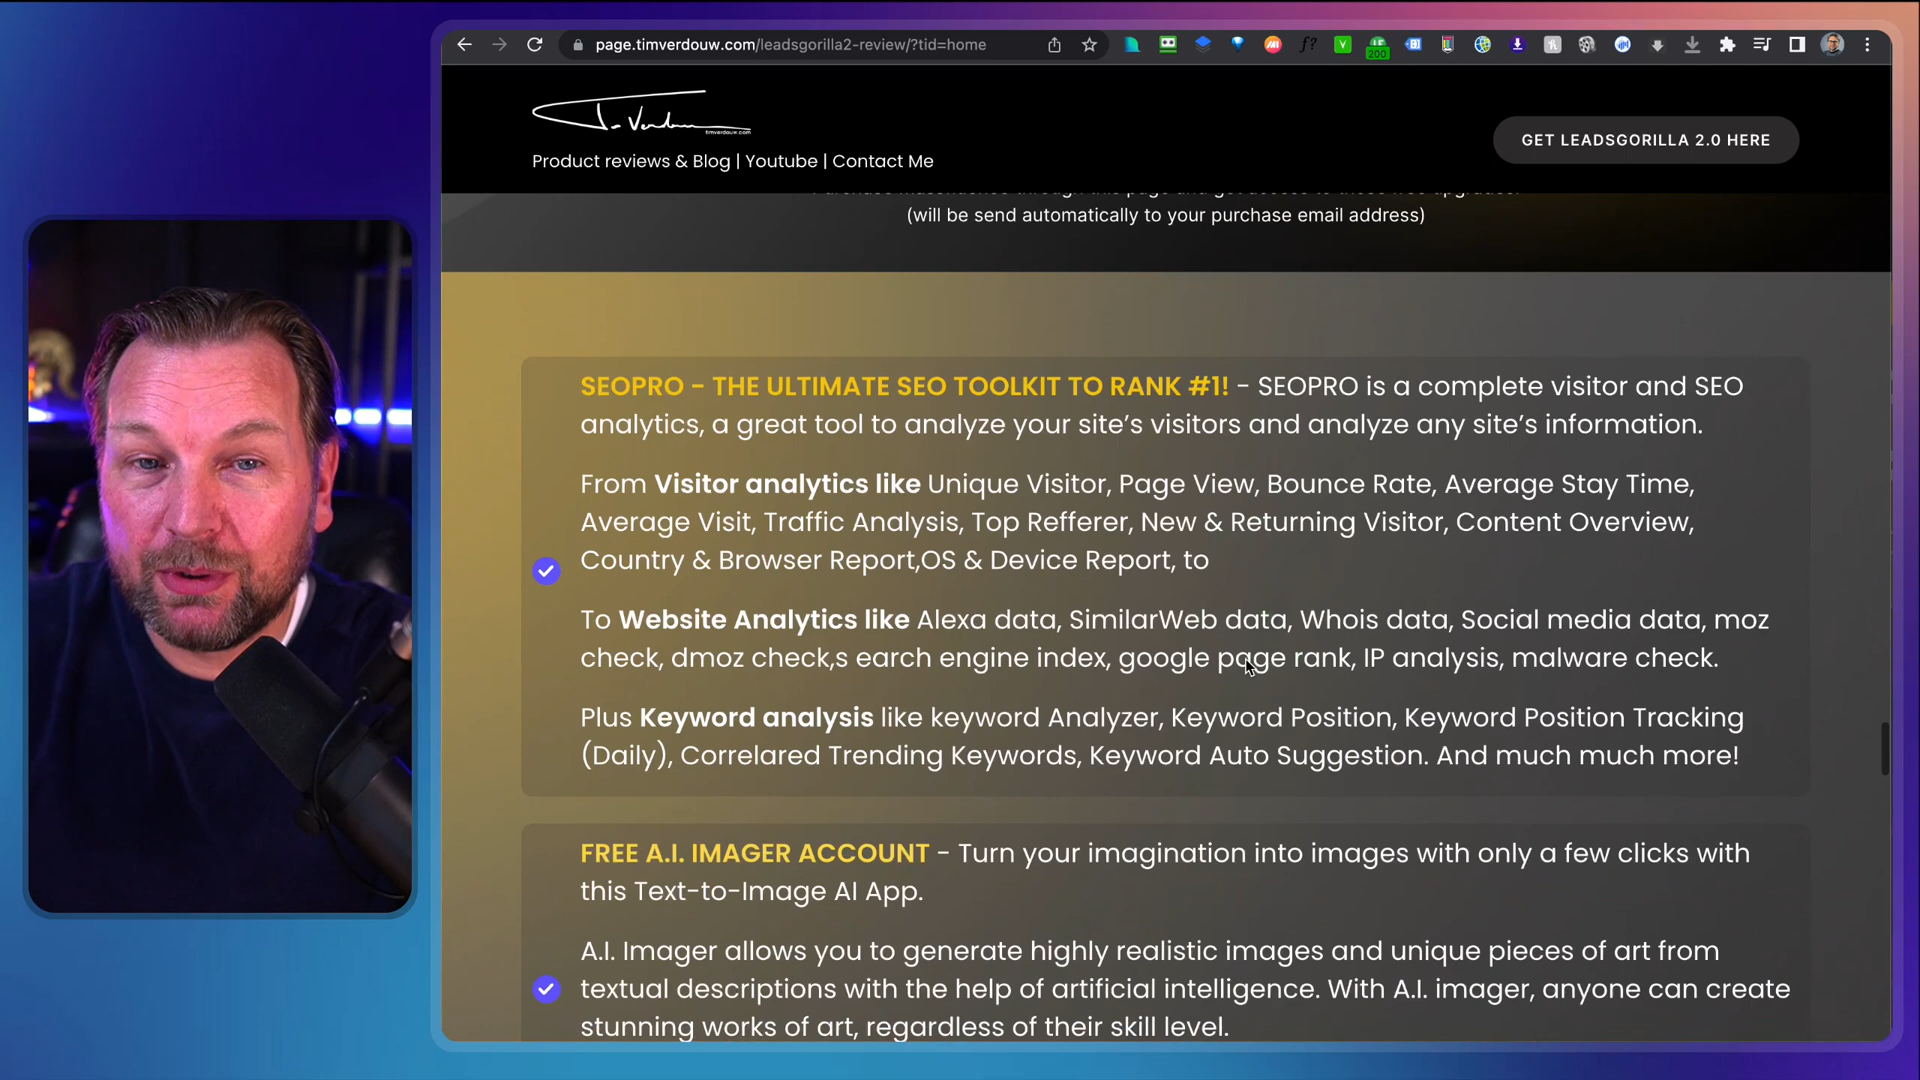 page.timverdouw.com/leadsgorilla2-review/?tid=home
200
timverdouw.com
Product reviews & Blog | Youtube | Contact Me
GET LEADSGORILLA 2.0 HERE
(will be send automatically to your purchase email address)
SEOPRO - THE ULTIMATE SEO TOOLKIT TO RANK #1! - SEOPRO is a complete visitor and SEO
analytics, a great tool to analyze your site's visitors and analyze any site's information.
From Visitor analytics like Unique Visitor, Page View, Bounce Rate, Average Stay Time,
Average Visit, Traffic Analysis, Top Refferer, New & Returning Visitor, Content Overview,
Country & Browser Report,OS & Device Report, to
To Website Analytics like Alexa data, SimilarWeb data, Whois data, Social media data, moz
check, dmoz check,s earch engine index, google page rank, IP analysis, malware check.
Plus Keyword analysis like keyword Analyzer, Keyword Position, Keyword Position Tracking
(Daily), Correlared Trending Keywords, Keyword Auto Suggestion. And much much more!
FREE A.I. IMAGER ACCOUNT - Turn your imagination into images with only a few clicks with
this Text-to-Image AI App.
A.I. Imager allows you to generate highly realistic images and unique pieces of art from
textual descriptions with the help of artificial intelligence. With A.I. imager, anyone can create
stunning works of art, regardless of their skill level.